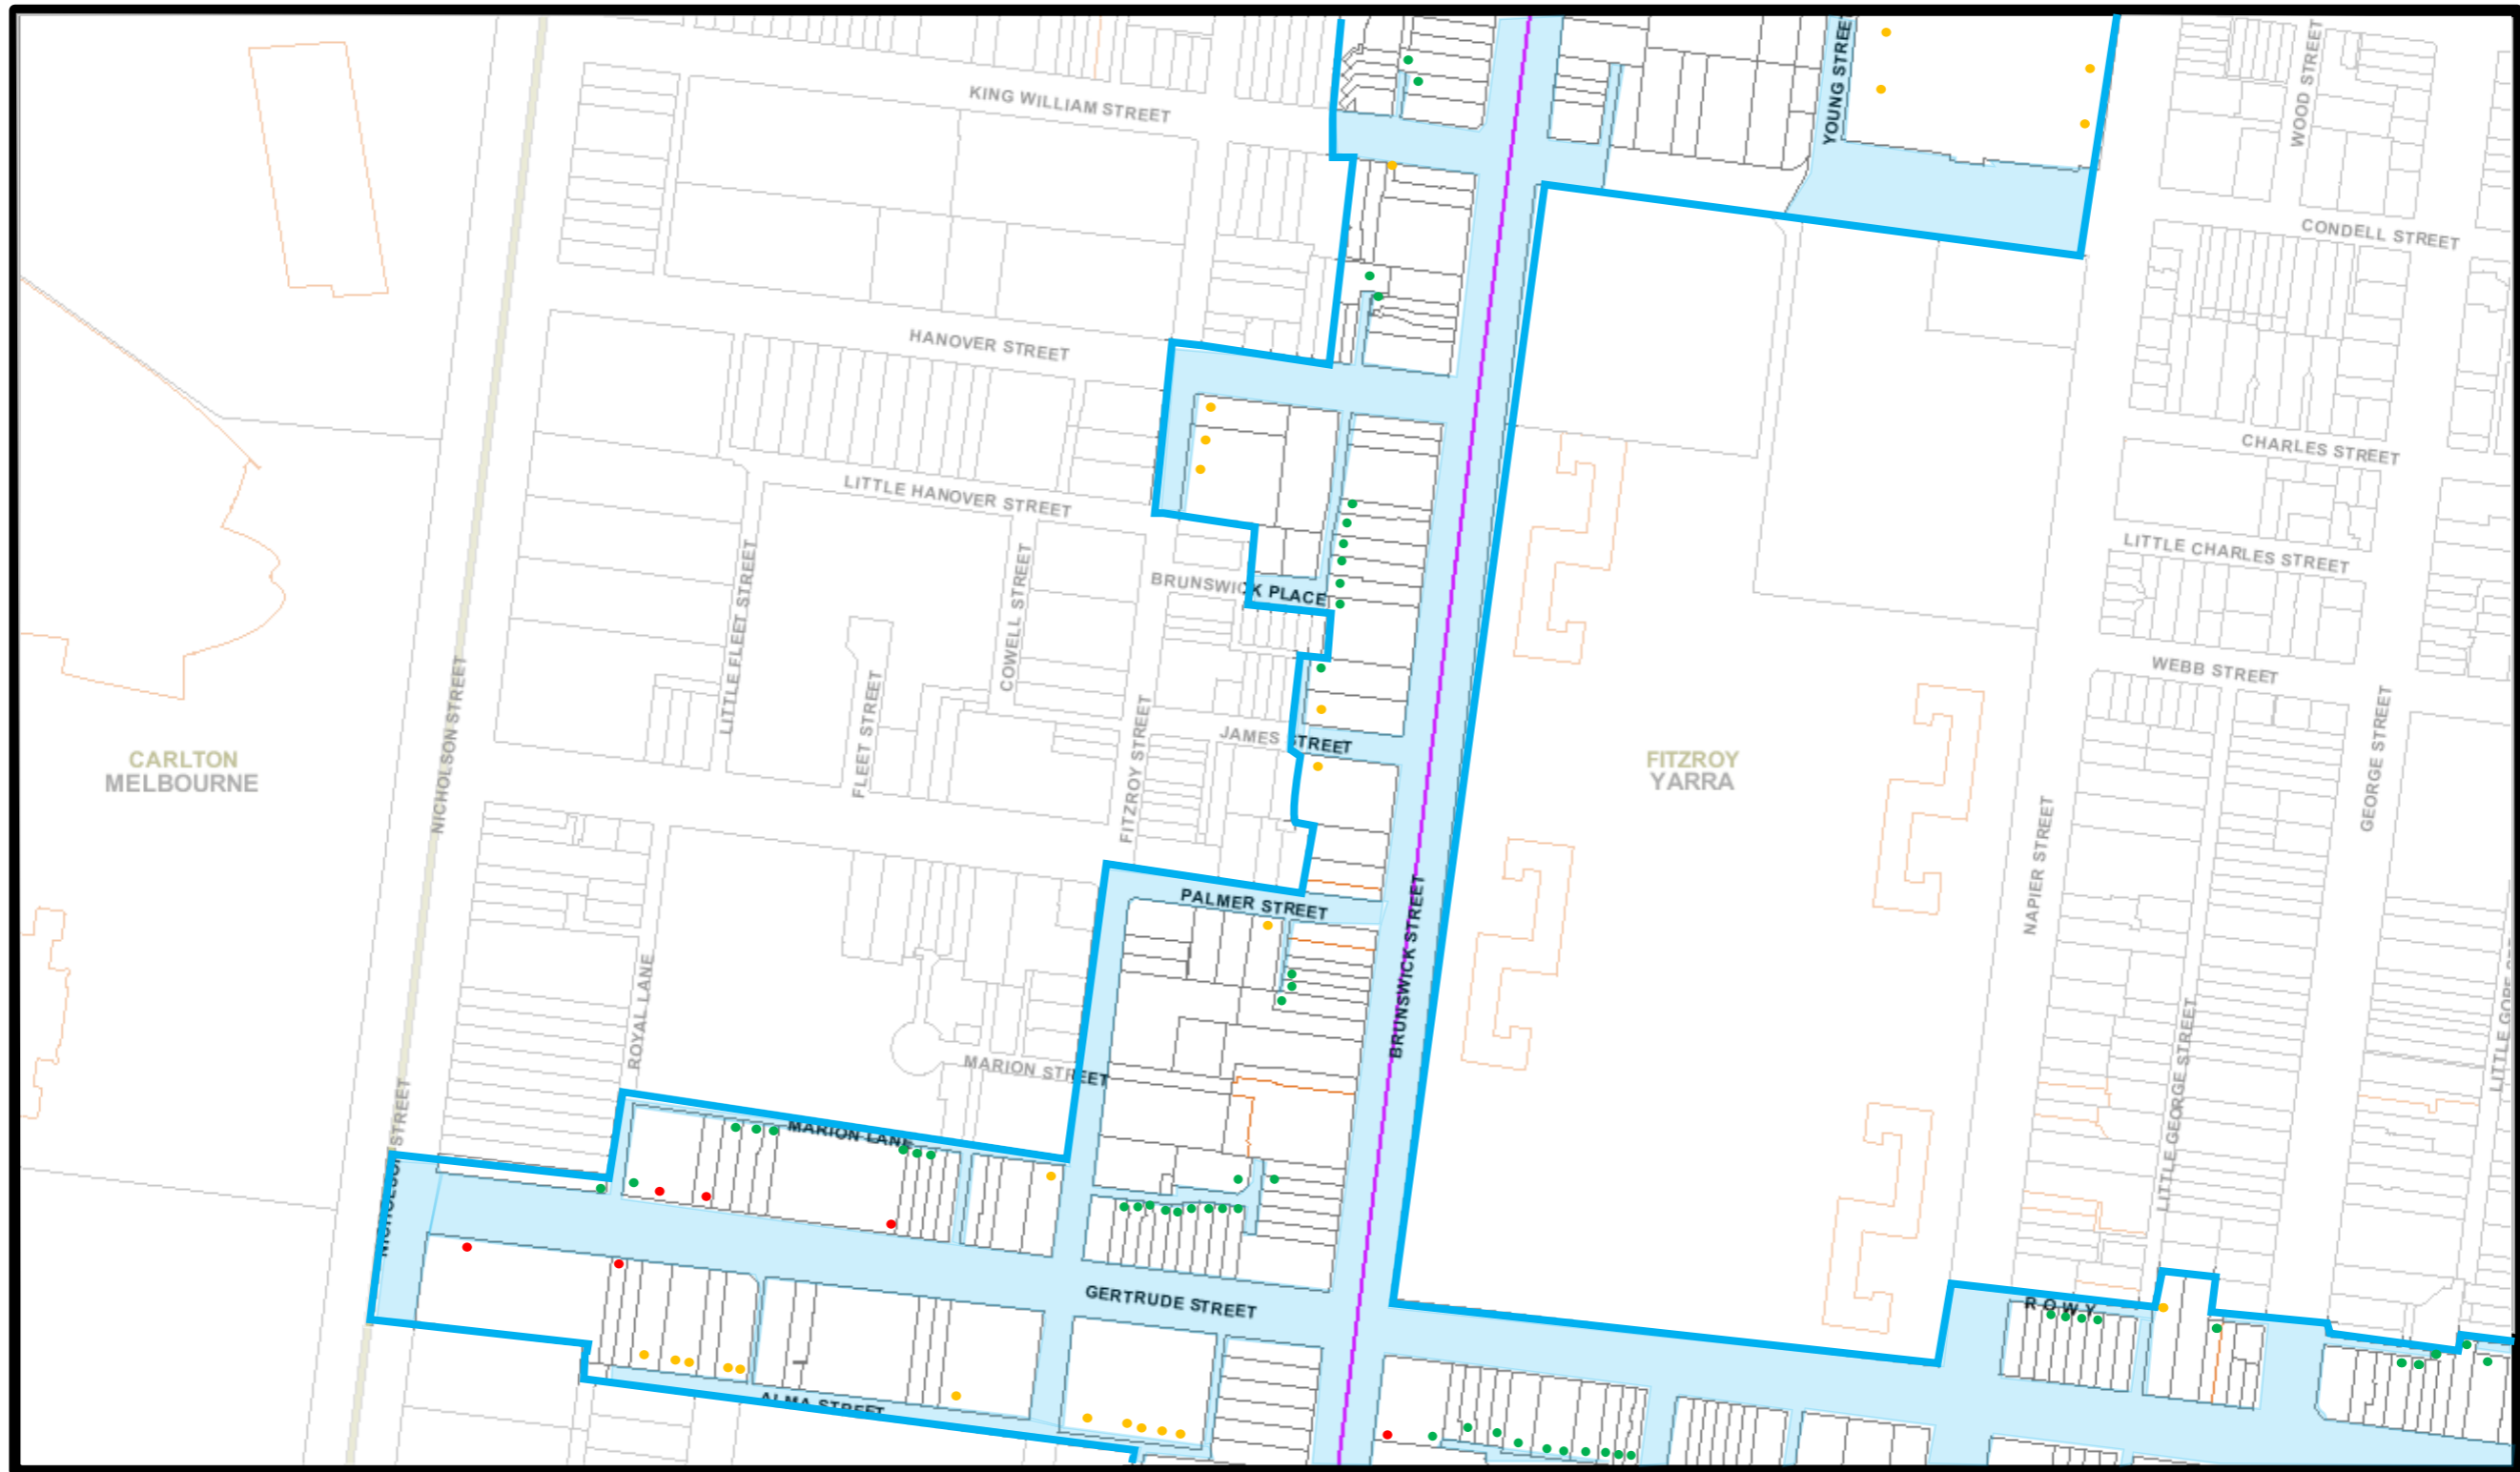 YOUNG STREET
WOOD STREET
KING WILLIAM STREET
CONDELL STREET
HANOVER STREET
CHARLES STREET
LITTLE HANOVER STREET
LITTLE CHARLES STREET
BRUNSWICK PLACE
COWELL STREET
LITTLE FLEET STREET
WEBB STREET
NICHOLSON STREET
FLEET STREET
FITZROY STREET
JAMES STREET
GEORGE STREET
CARLTON
MELBOURNE
FITZROY
YARRA
NAPIER STREET
PALMER STREET
BRUNSWICK STREET
ROYAL LANE
MARION STREET
LITTLE GEORGE STREET
MARION LANE
NICHOLSON STREET
GERTRUDE STREET
R O W Y
ALMA STREET